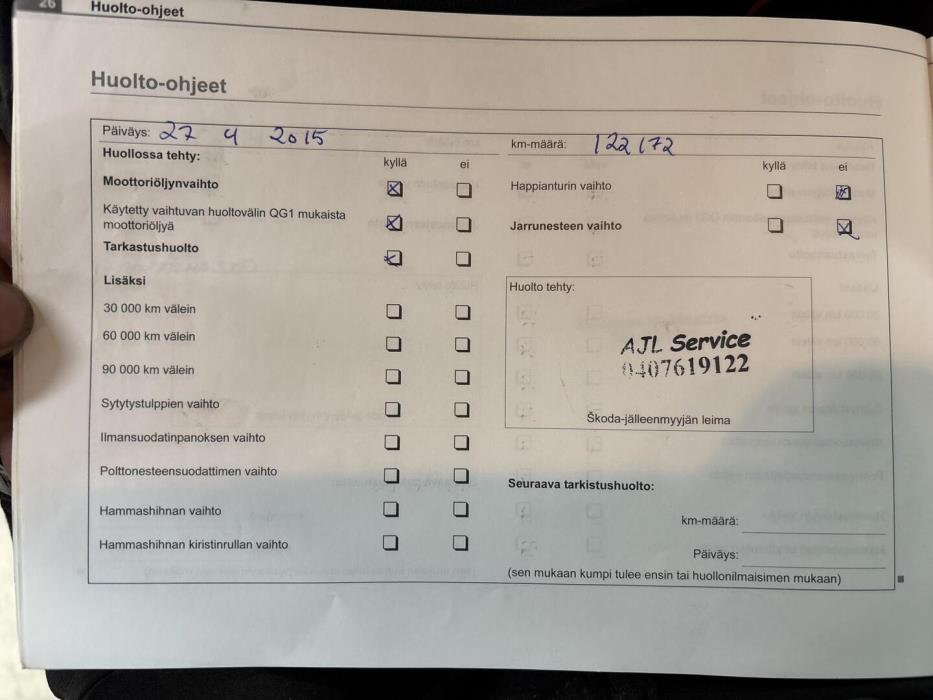 26 Huolto-ohjeet
Huolto-ohjeet
Päiväys: 27 4 2015
km-määrä: 122172
Huollossa tehty:
kyllä ei
kyllä ei
Moottoriöljynvaihto
Happianturin vaihto
Käytetty vaihtuvan huoltovälin QG1 mukaista
moottoriöljyä
Jarrunesteen vaihto
Tarkastushuolto
Lisäksi
Huolto tehty:
30 000 km välein
60 000 km välein
AJL Service
0407619122
90 000 km välein
Sytytystulppien vaihto
Škoda-jälleenmyyjän leima
Ilmansuodatinpanoksen vaihto
Polttonesteensuodattimen vaihto
Seuraava tarkistushuolto:
Hammashihnan vaihto
km-määrä:
Hammashihnan kiristinrullan vaihto
Päiväys:
(sen mukaan kumpi tulee ensin tai huollonilmaisimen mukaan)